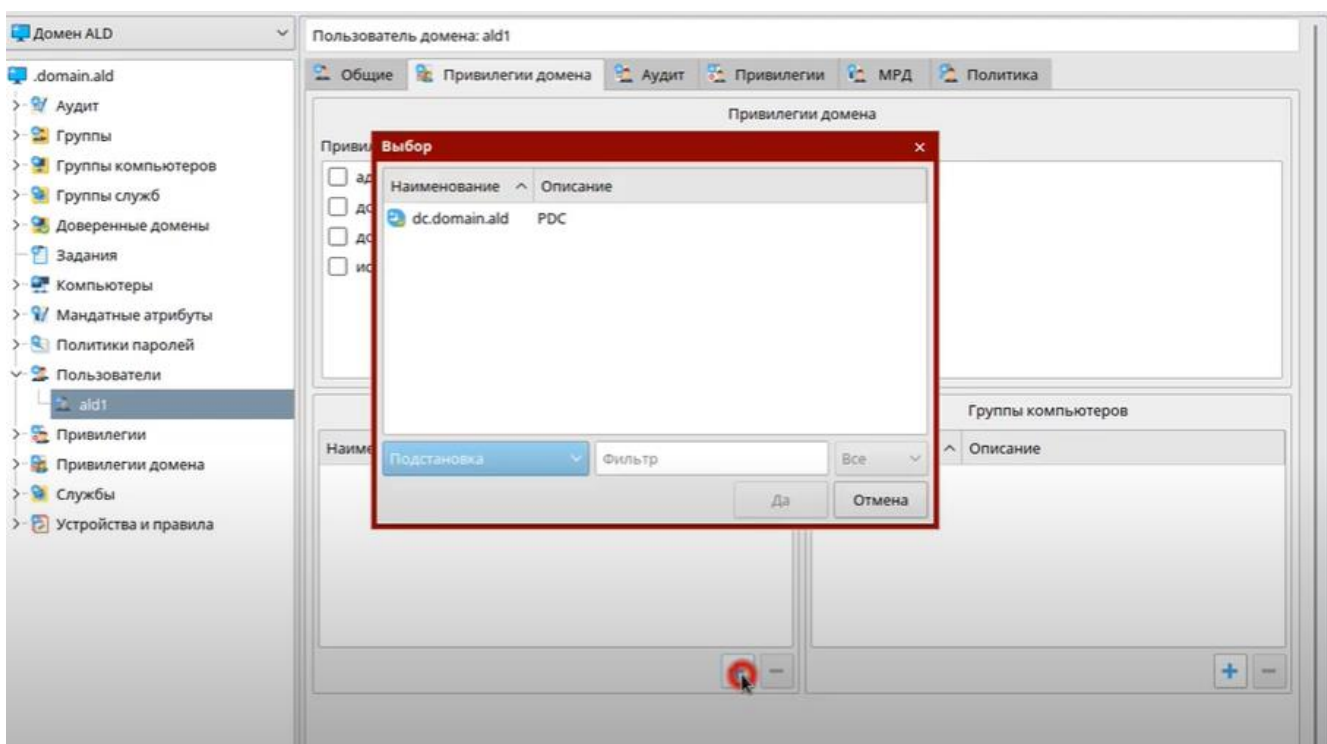 Домен ALD
Пользователь домена: ald1
.domain.ald
Аудит
Группы
Группы компьютеров
Группы служб
Доверенные домены
Задания
Компьютеры
Мандатные атрибуты
Политики паролей
Пользователи
ald1
Привилегии
Привилегии домена
Службы
Устройства и правила
Общие Привилегии домена Аудит Привилегии МРД Политика
Привилегии домена
Выбор
Наименование Описание
dc.domain.ald PDC
Подстановка Фильтр Все
Да Отмена
Группы компьютеров
Описание